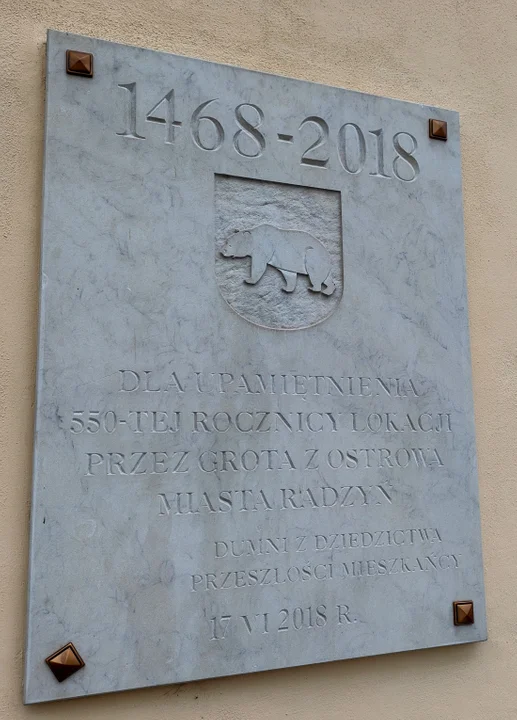 1468-2018
DLA UPAMIĘTNIENIA
550-TEJ ROCZNICY LOKACJI
PRZEZ GROTA Z OSTROWA
MIASTA RADZYŃ
DUMNI Z DZIEDZICTWA
PRZESZŁOŚCI MIESZKAŃCY
17 VI 2018 R.